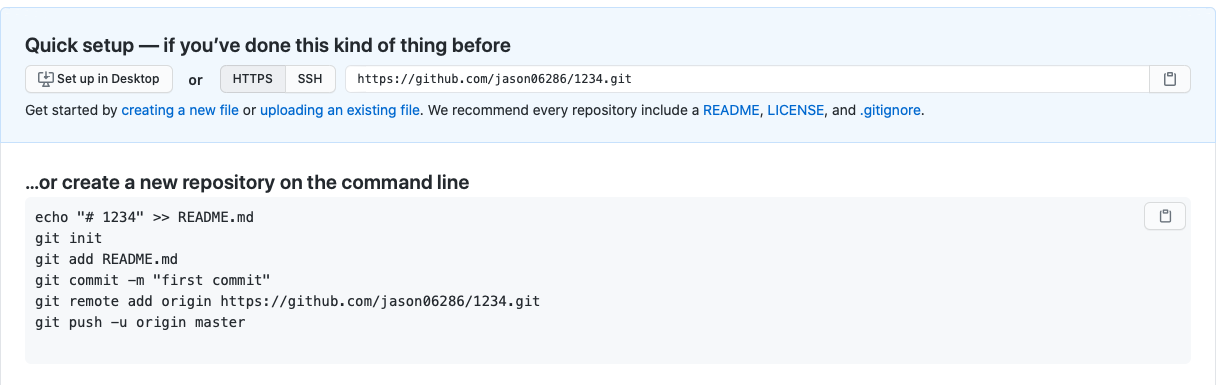 Quick setup — if you’ve done this kind of thing before
Set up in Desktop or HTTPS SSH https://github.com/jason06286/1234.git
Get started by creating a new file or uploading an existing file. We recommend every repository include a README, LICENSE, and .gitignore.
…or create a new repository on the command line
echo "# 1234" >> README.md
git init
git add README.md
git commit -m "first commit"
git remote add origin https://github.com/jason06286/1234.git
git push -u origin master